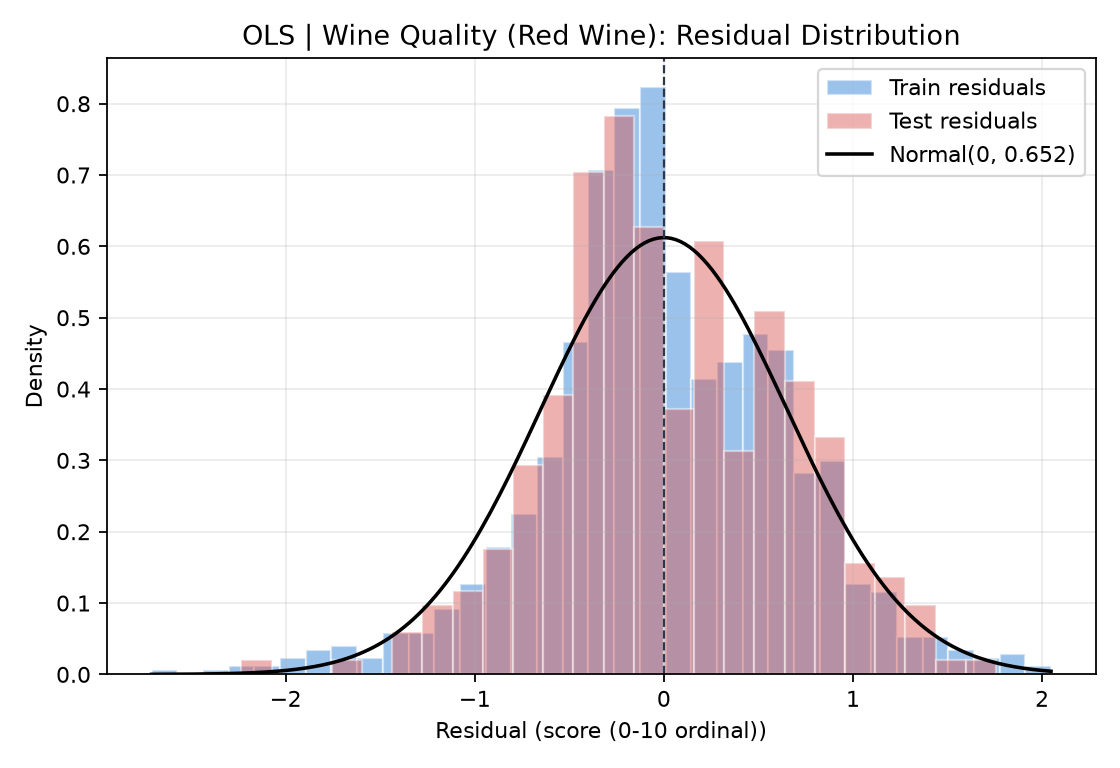 OLS | Wine Quality (Red Wine): Residual Distribution
Train residuals
Test residuals
Normal(0, 0.652)
Density
0.8
0.7
0.6
0.5
0.4
0.3
0.2
0.1
0.0
−2
−1
0
1
2
Residual (score (0-10 ordinal))